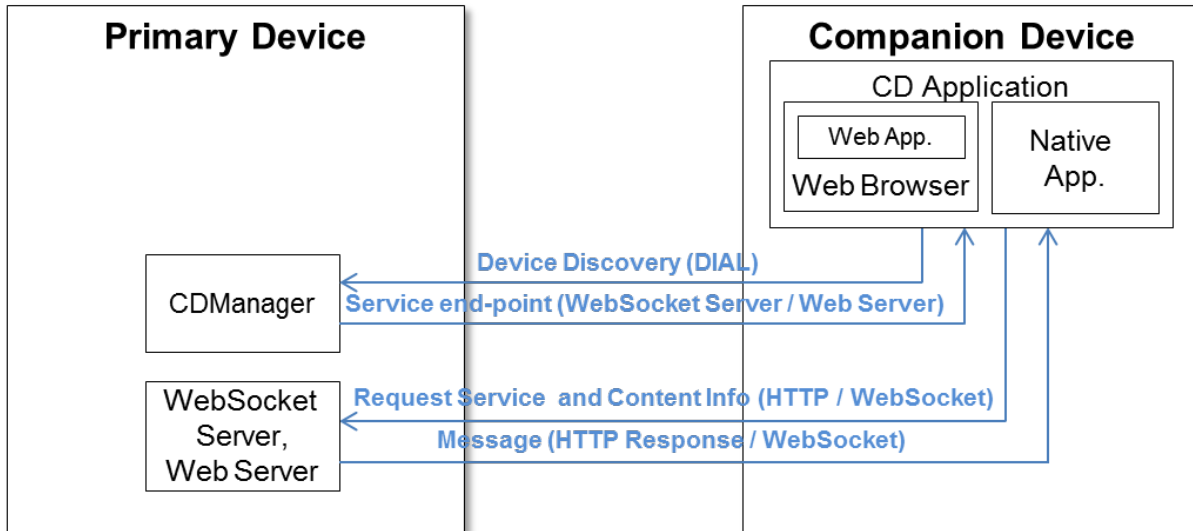 Primary Device
Companion Device
CD Application
Web App.
Web Browser
Native
App.
Device Discovery (DIAL)
CDManager
Service end-point (WebSocket Server / Web Server)
Request Service and Content Info (HTTP / WebSocket)
WebSocket
Server,
Web Server
Message (HTTP Response / WebSocket)